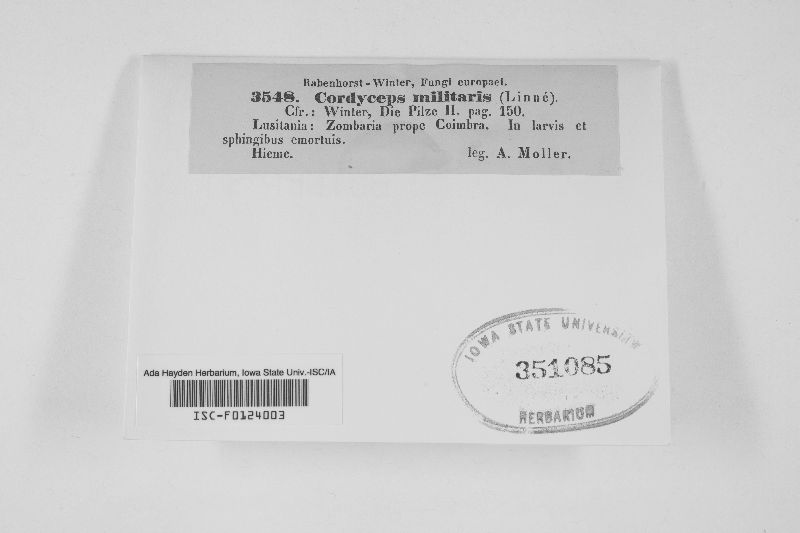 Rabenhorst-Winter, Fungi europaei.
3548. Cordyceps militaris (Linné).
Cfr.: Winter, Die Pilze II. pag. 150.
Lusitania: Zombaria prope Coimbra. In larvis et
sphingibus emortuis.
Hieme. leg. A. Moller.
Ada Hayden Herbarium, Iowa State Univ.-ISC/IA
ISC-F0124003
IOWA STATE UNIVERSITY
351085
HERBARIUM